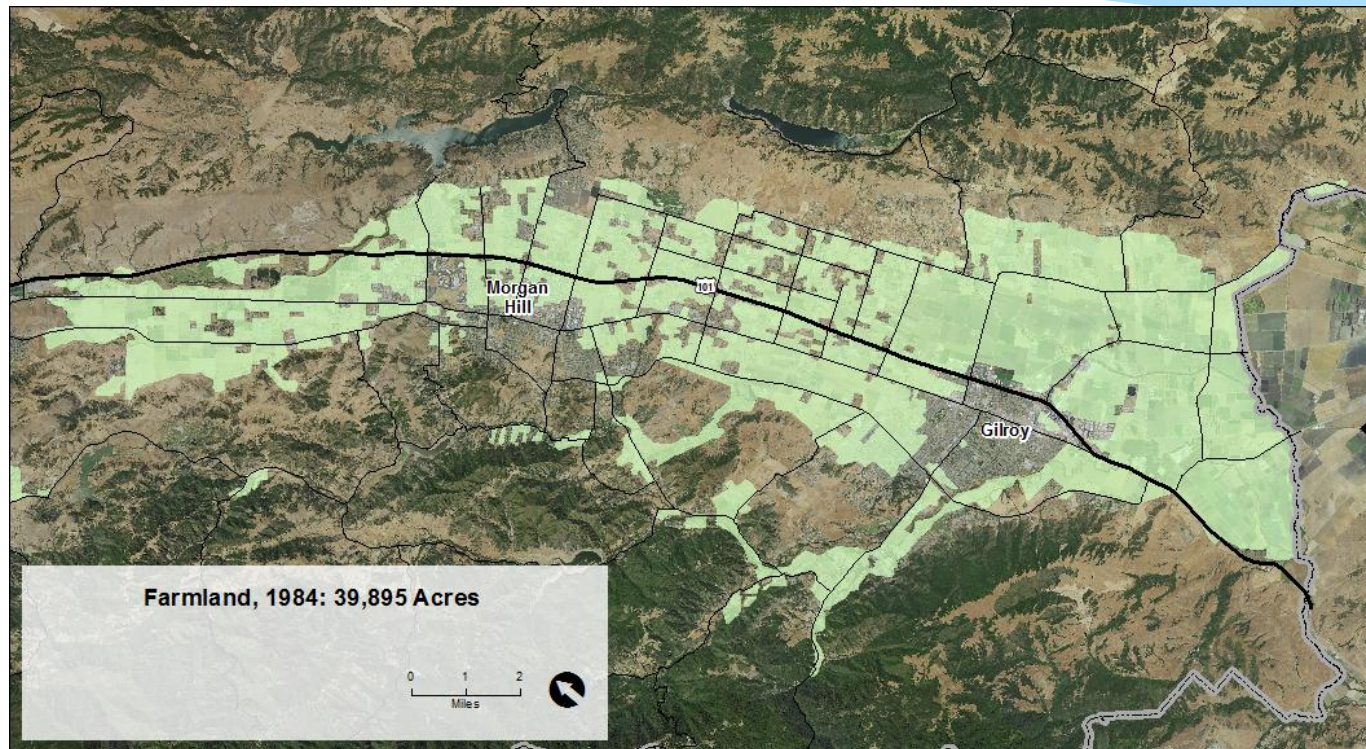 Morgan
Hill
101
Gilroy
Farmland, 1984: 39,895 Acres
0 1 2
Miles